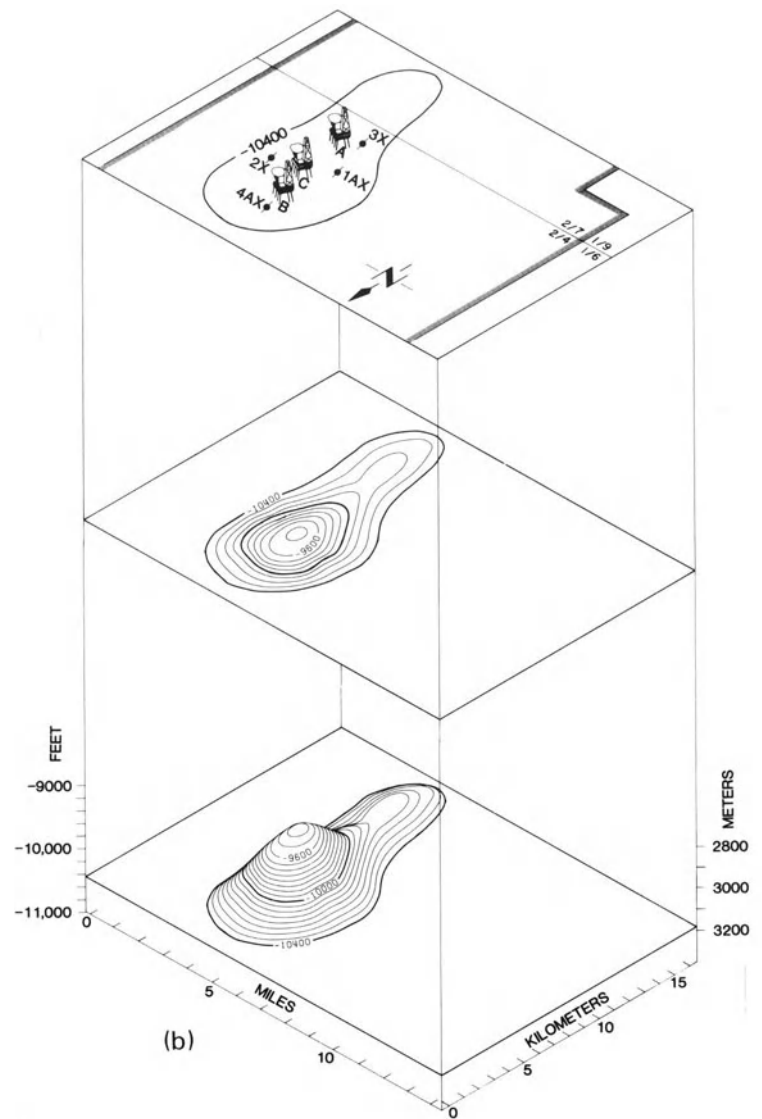 -10400
2X
A
3X
C
1AX
4AX
B
2/7 1/9
2/4 1/6
N
-10400
-9600
FEET
-9000
-10,000
-11,000
METERS
2800
3000
3200
-9600
-10000
-10400
0
5
10
MILES
0
5
10
15
KILOMETERS
(b)